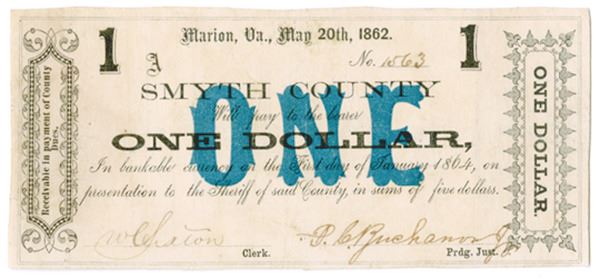 1 Marion, Va., May 20th, 1862. 1
A No. 1563
SMYTH COUNTY
Will pay to the bearer
ONE
ONE DOLLAR,
In bankable currency on the First day of January 1864, on
presentation to the Sheriff of said County, in sums of five dollars.
Clerk. P. C. Buchanan Prdg. Just.
Receivable in payment of County
Dues.
ONE DOLLAR.